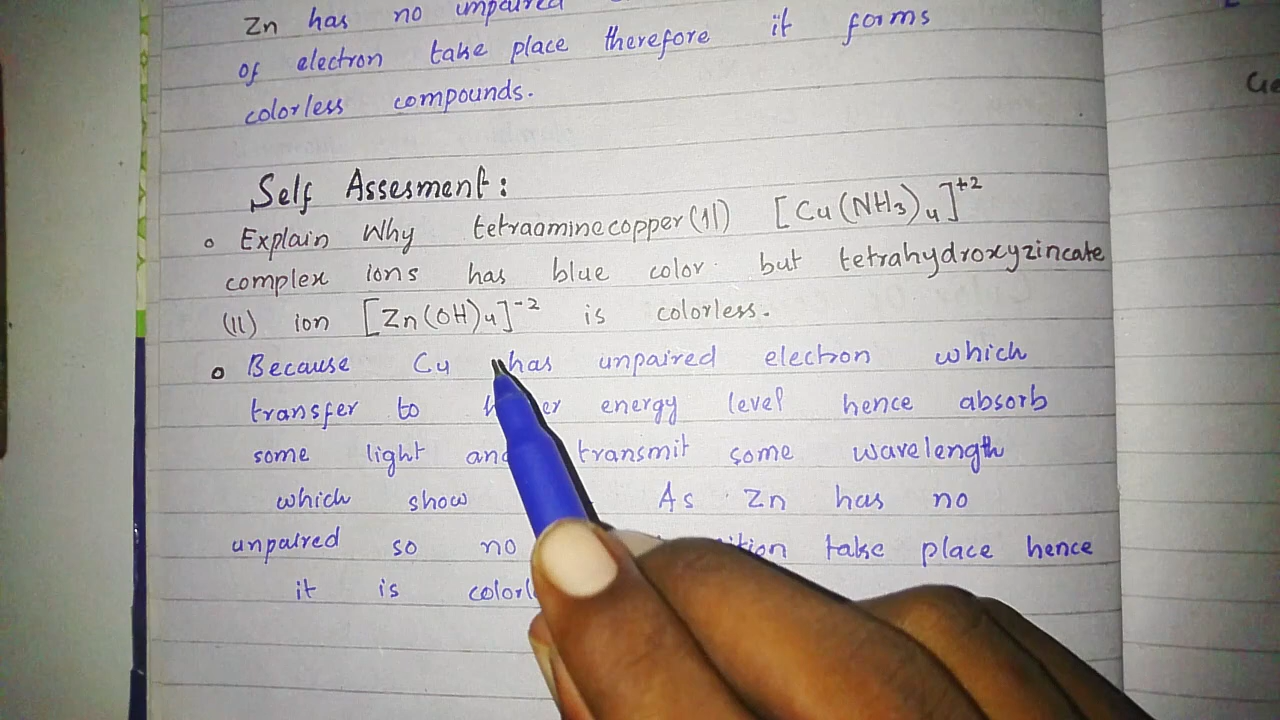 Zn has no unpaired
of electron take place therefore it forms
colorless compounds.
Self Assesment:
Explain Why tetraaminecopper(II) [Cu(NH3)4]+2
complex ions has blue color but tetrahydroxyzincate
(II) ion [Zn(OH)4]-2 is colorless.
Because Cu has unpaired electron which
transfer to energy level hence absorb
some light and transmit some wavelength
which show As Zn has no
unpaired so no take place hence
it is